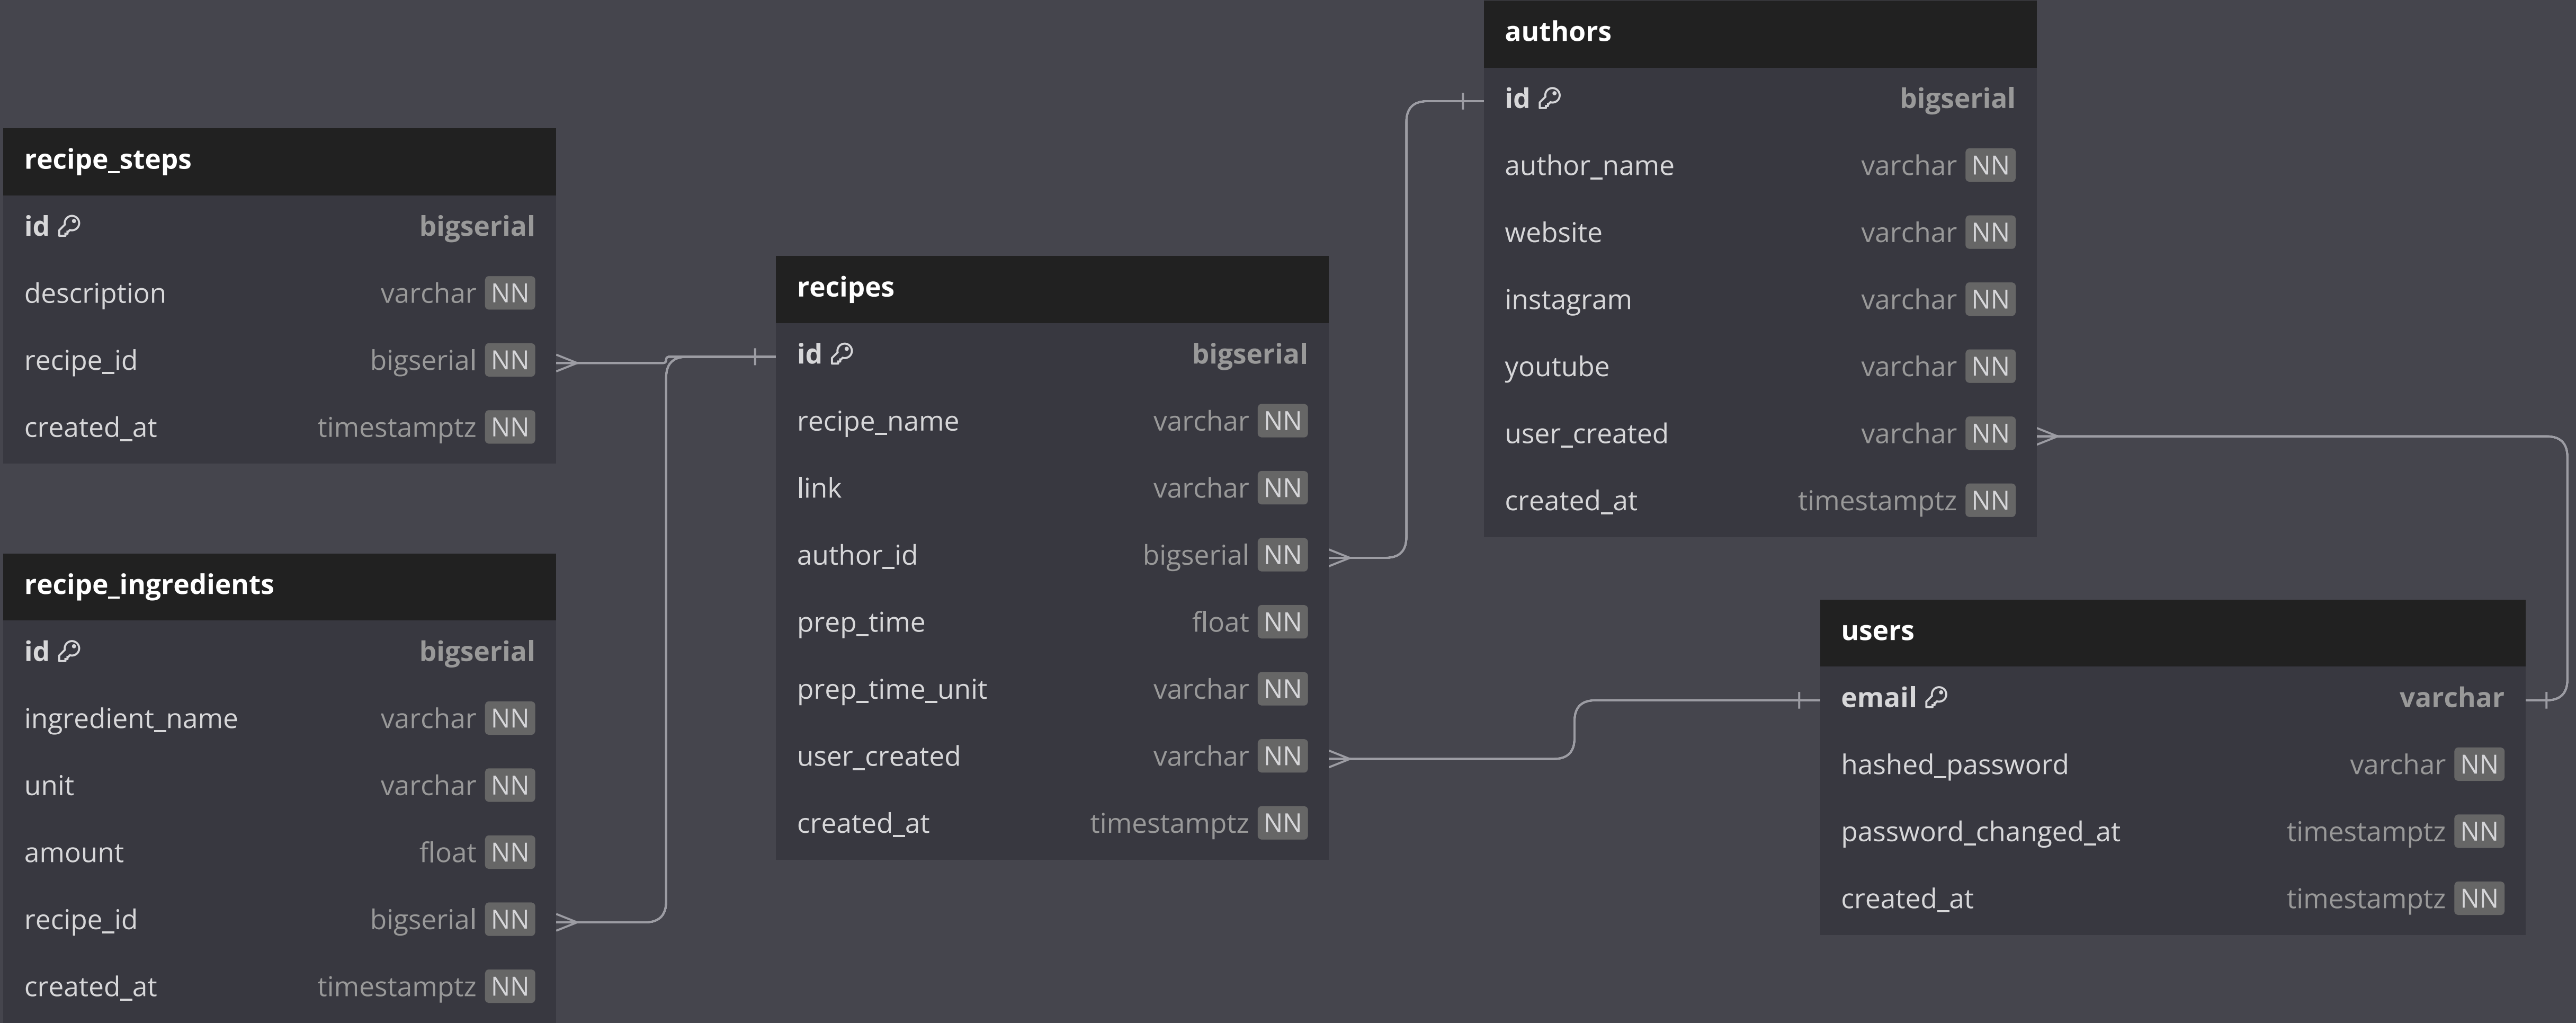 authors
id bigserial
author_name varchar NN
website varchar NN
instagram varchar NN
youtube varchar NN
user_created varchar NN
created_at timestamptz NN
recipe_steps
id bigserial
description varchar NN
recipe_id bigserial NN
created_at timestamptz NN
recipes
id bigserial
recipe_name varchar NN
link varchar NN
author_id bigserial NN
prep_time float NN
prep_time_unit varchar NN
user_created varchar NN
created_at timestamptz NN
recipe_ingredients
id bigserial
ingredient_name varchar NN
unit varchar NN
amount float NN
recipe_id bigserial NN
created_at timestamptz NN
users
email varchar
hashed_password varchar NN
password_changed_at timestamptz NN
created_at timestamptz NN